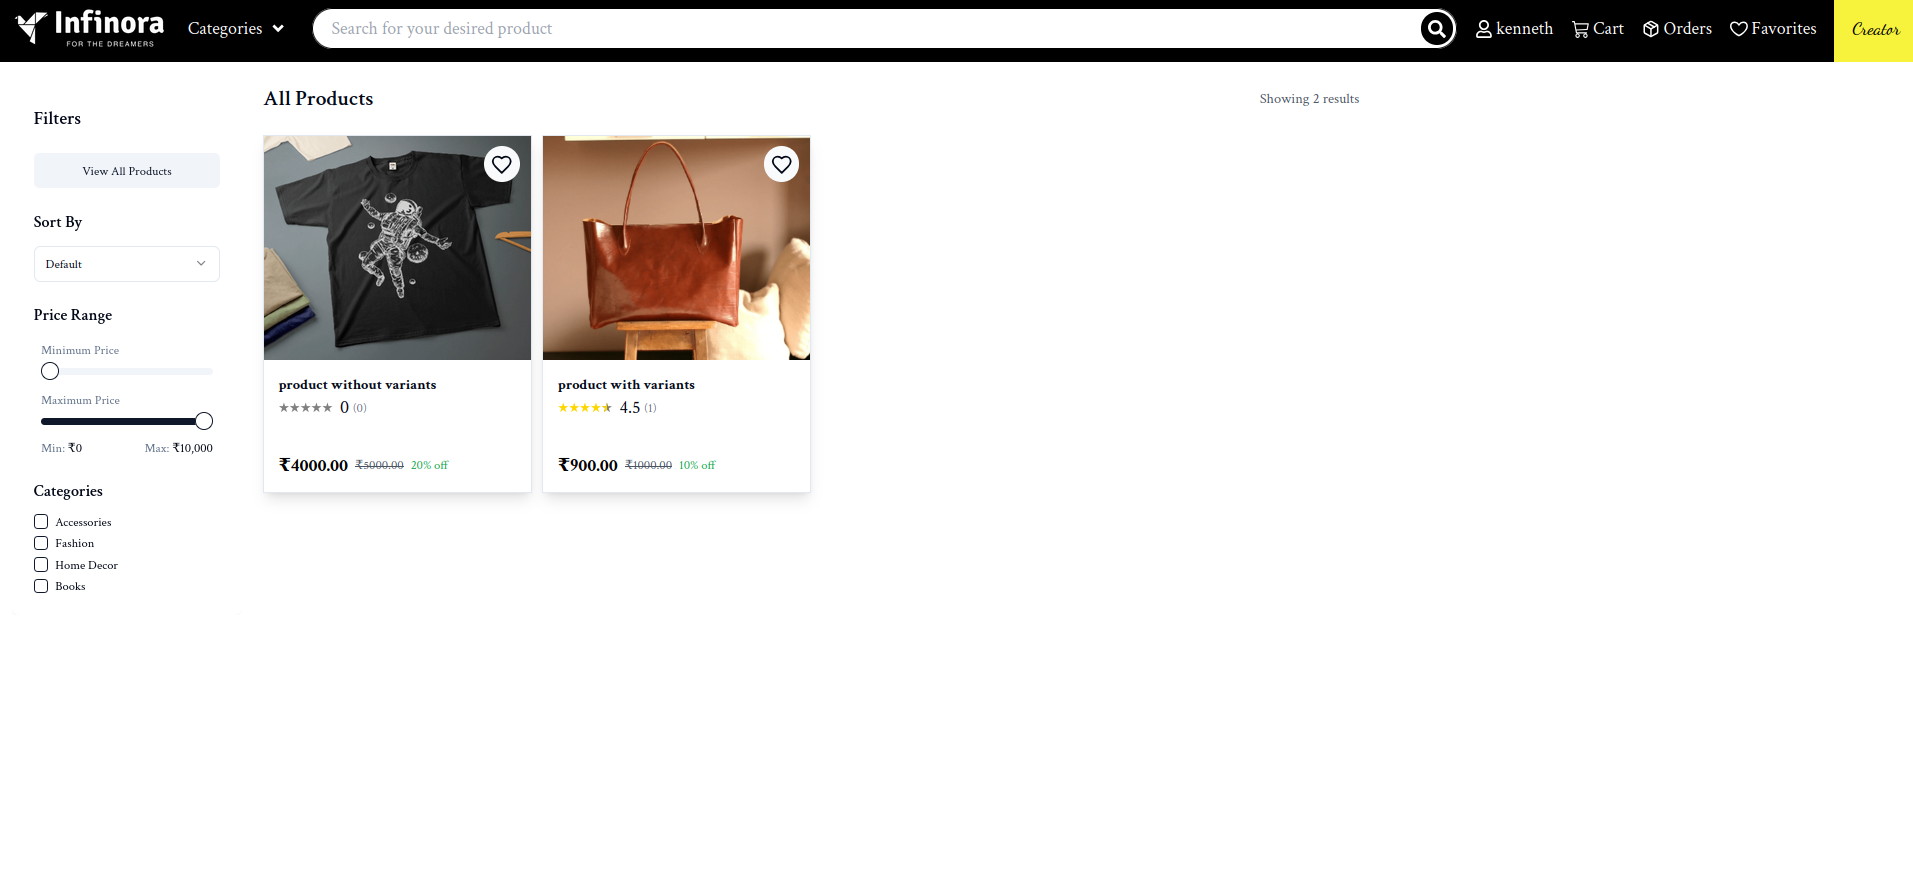 Infinora
FOR THE DREAMERS
Categories
Search for your desired product
kenneth
Cart
Orders
Favorites
Creator
Filters
View All Products
Sort By
Default
Price Range
Minimum Price
Maximum Price
Min: ₹0 Max: ₹10,000
Categories
Accessories
Fashion
Home Decor
Books
All Products
Showing 2 results
product without variants
★★★★★ 0 (0)
₹4000.00 ₹5000.00 20% off
product with variants
★★★★★ 4.5 (1)
₹900.00 ₹1000.00 10% off